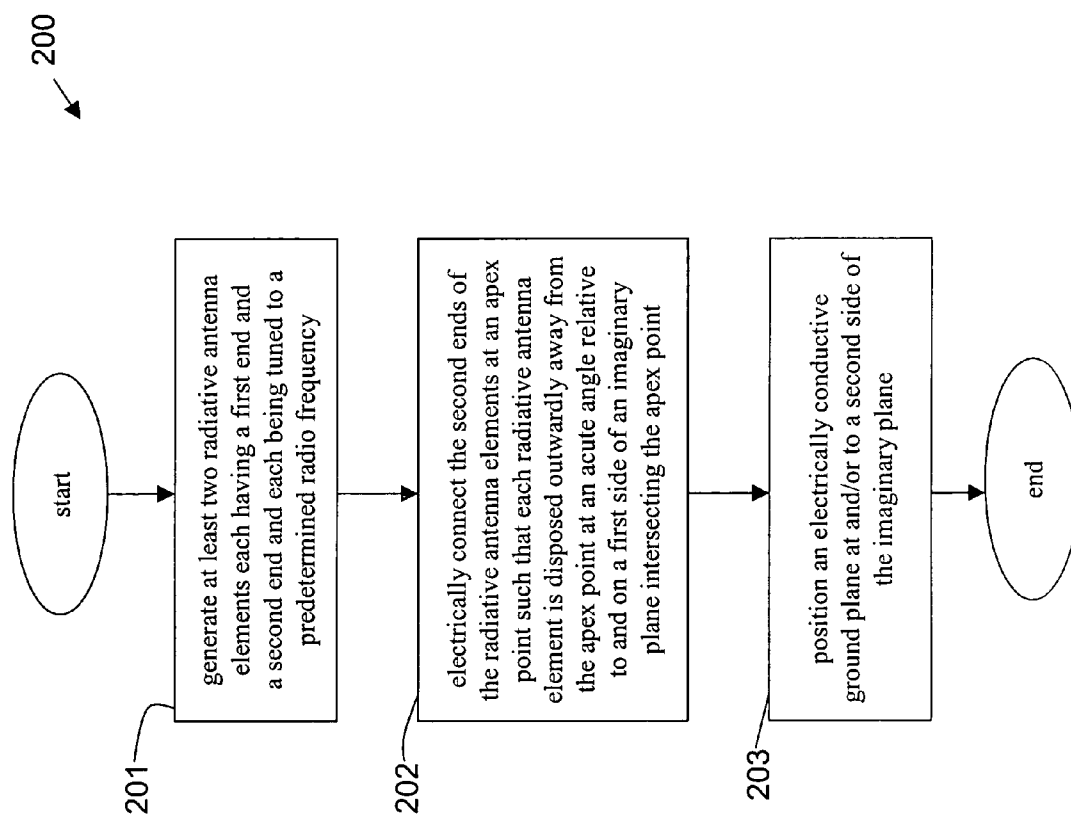 200
start
201
generate at least two radiative antenna
elements each having a first end and
a second end and each being tuned to a
predetermined radio frequency
202
electrically connect the second ends of
the radiative antenna elements at an apex
point such that each radiative antenna
element is disposed outwardly away from
the apex point at an acute angle relative
to and on a first side of an imaginary
plane intersecting the apex point
203
position an electrically conductive
ground plane at and/or to a second side of
the imaginary plane
end